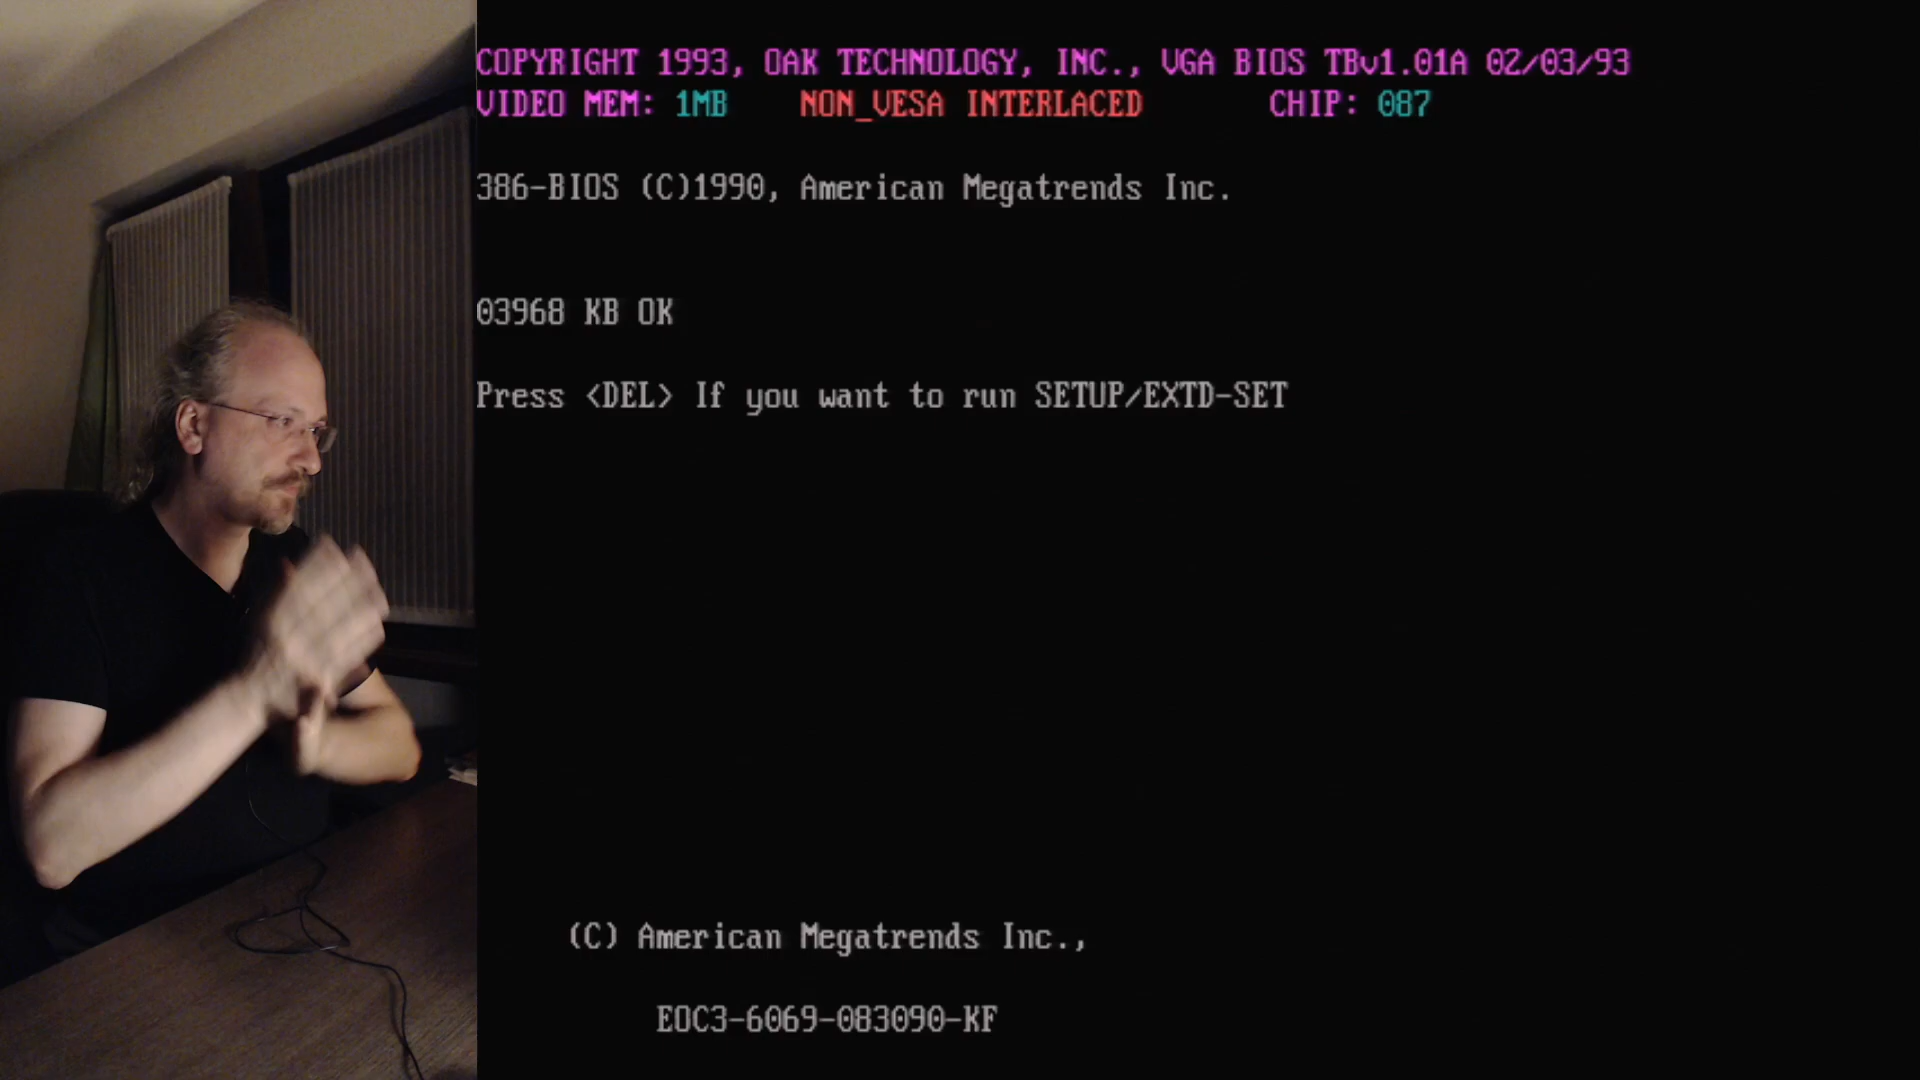 COPYRIGHT 1993, OAK TECHNOLOGY, INC., VGA BIOS TBv1.01A 02/03/93
VIDEO MEM: 1MB NON_VESA INTERLACED CHIP: 087
386-BIOS (C)1990, American Megatrends Inc.
03968 KB OK
Press <DEL> If you want to run SETUP/EXTD-SET
(C) American Megatrends Inc.,
EOC3-6069-083090-KF